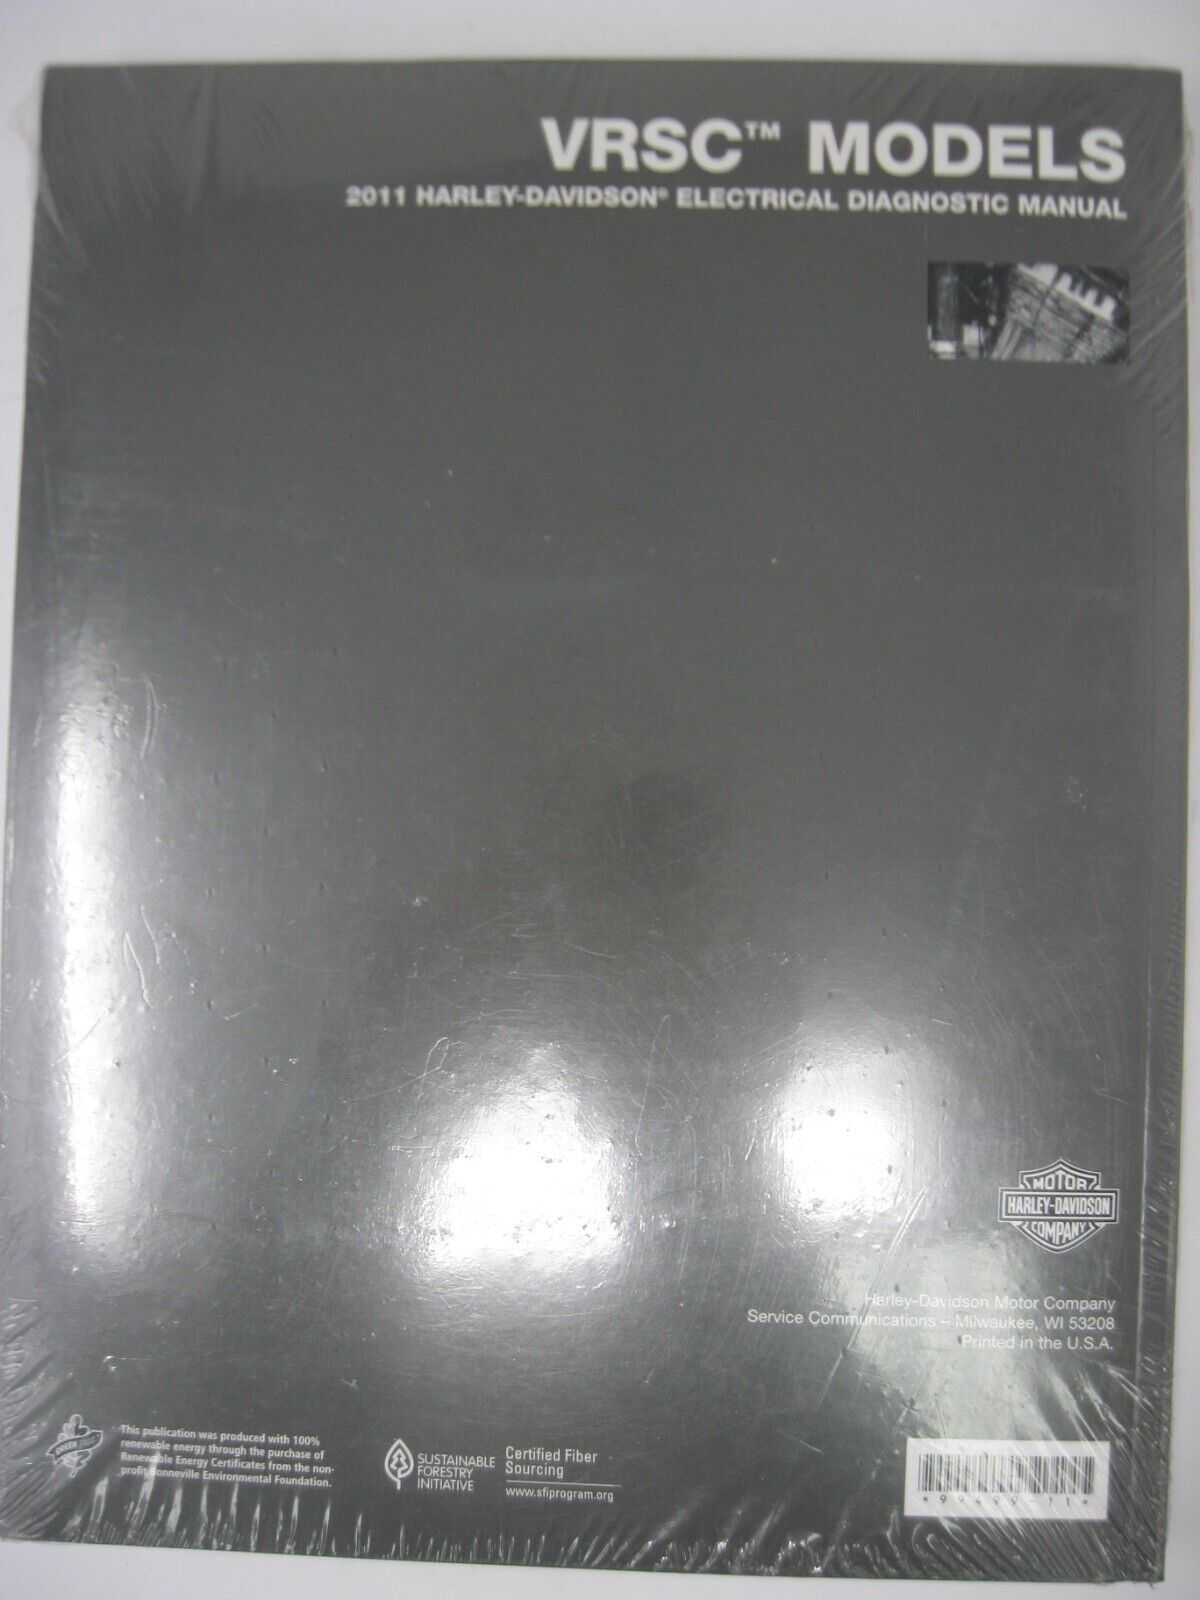 VRSC™ MODELS
2011 HARLEY-DAVIDSON® ELECTRICAL DIAGNOSTIC MANUAL
MOTOR
HARLEY-DAVIDSON
COMPANY
Harley-Davidson Motor Company
Service Communications – Milwaukee, WI 53208
Printed in the U.S.A.
This publication was produced with 100%
renewable energy through the purchase of
Renewable Energy Certificates from the non-
profit Bonneville Environmental Foundation.
SUSTAINABLE
FORESTRY
INITIATIVE
Certified Fiber
Sourcing
www.sfiprogram.org
GREEN